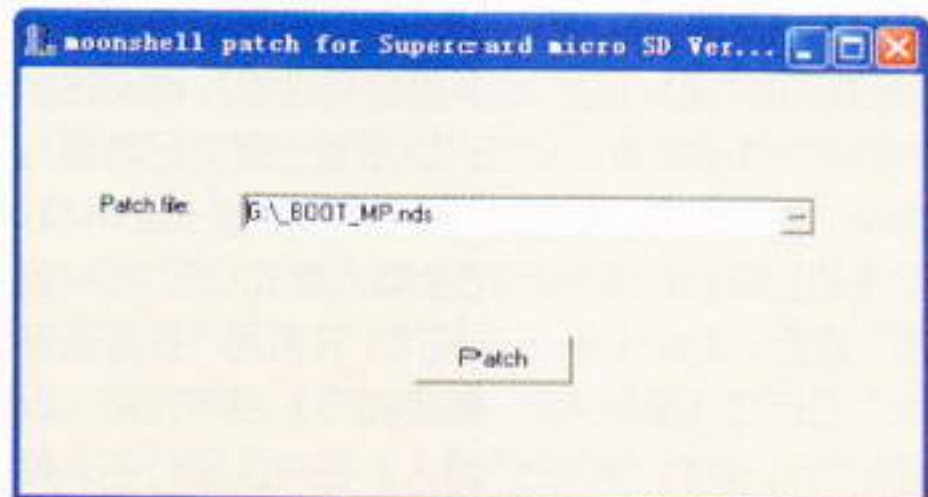 moonshell patch for Supercard micro SD Ver...
Patch file:
G:\_BOOT_MP.nds
...
Patch